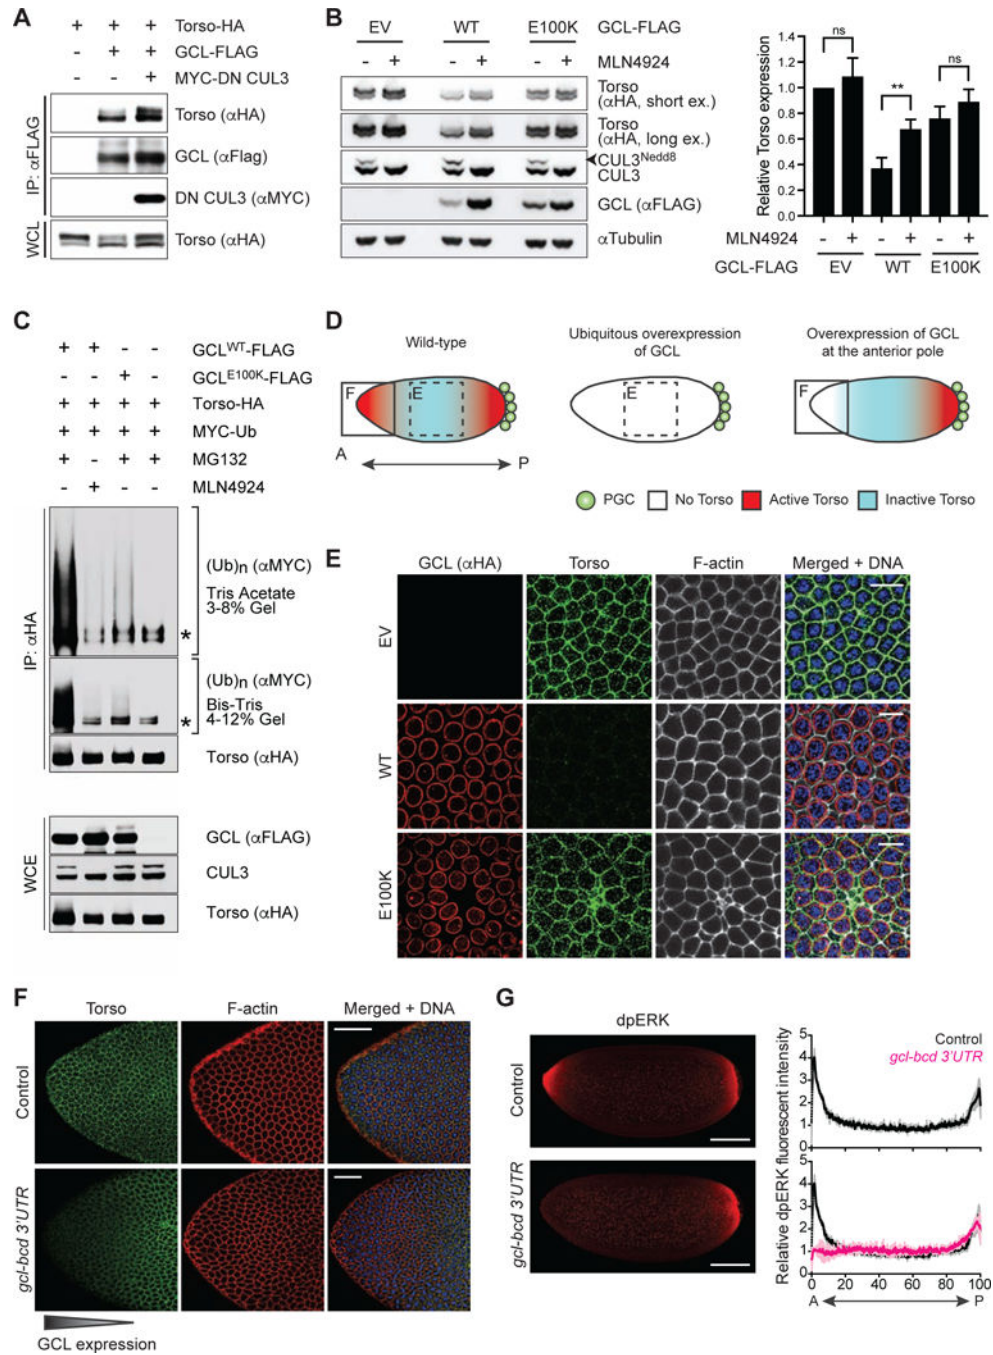 A
+ + + Torso-HA
- + + GCL-FLAG
- - + MYC-DN CUL3
IP: αFLAG
Torso (αHA)
GCL (αFlag)
DN CUL3 (αMYC)
WCL
Torso (αHA)
B
EV WT E100K GCL-FLAG
- + - + - + MLN4924
Torso
(αHA, short ex.)
Torso
(αHA, long ex.)
CUL3Nedd8
CUL3
GCL (αFLAG)
αTubulin
Relative Torso expression
1.4
1.2
1.0
0.8
0.6
0.4
0.2
0.0
ns
**
ns
MLN4924 - + - + - +
GCL-FLAG EV WT E100K
C
+ + - - GCLWT-FLAG
- - + - GCLE100K-FLAG
+ + + + Torso-HA
+ + + + MYC-Ub
+ - + + MG132
- + - - MLN4924
IP: αHA
(Ub)n (αMYC)
Tris Acetate
3-8% Gel
*
(Ub)n (αMYC)
Bis-Tris
4-12% Gel
*
Torso (αHA)
WCE
GCL (αFLAG)
CUL3
Torso (αHA)
D
Wild-type
F
E
A
P
Ubiquitous overexpression
of GCL
E
Overexpression of GCL
at the anterior pole
F
PGC No Torso Active Torso Inactive Torso
E
GCL (αHA) Torso F-actin Merged + DNA
EV
WT
E100K
F
Torso F-actin Merged + DNA
Control
gcl-bcd 3'UTR
GCL expression
G
dpERK
Control
gcl-bcd 3'UTR
Relative dpERK fluorescent intensity
Control
gcl-bcd 3'UTR
5
4
3
2
1
5
4
3
2
1
0
0 20 40 60 80 100
A P